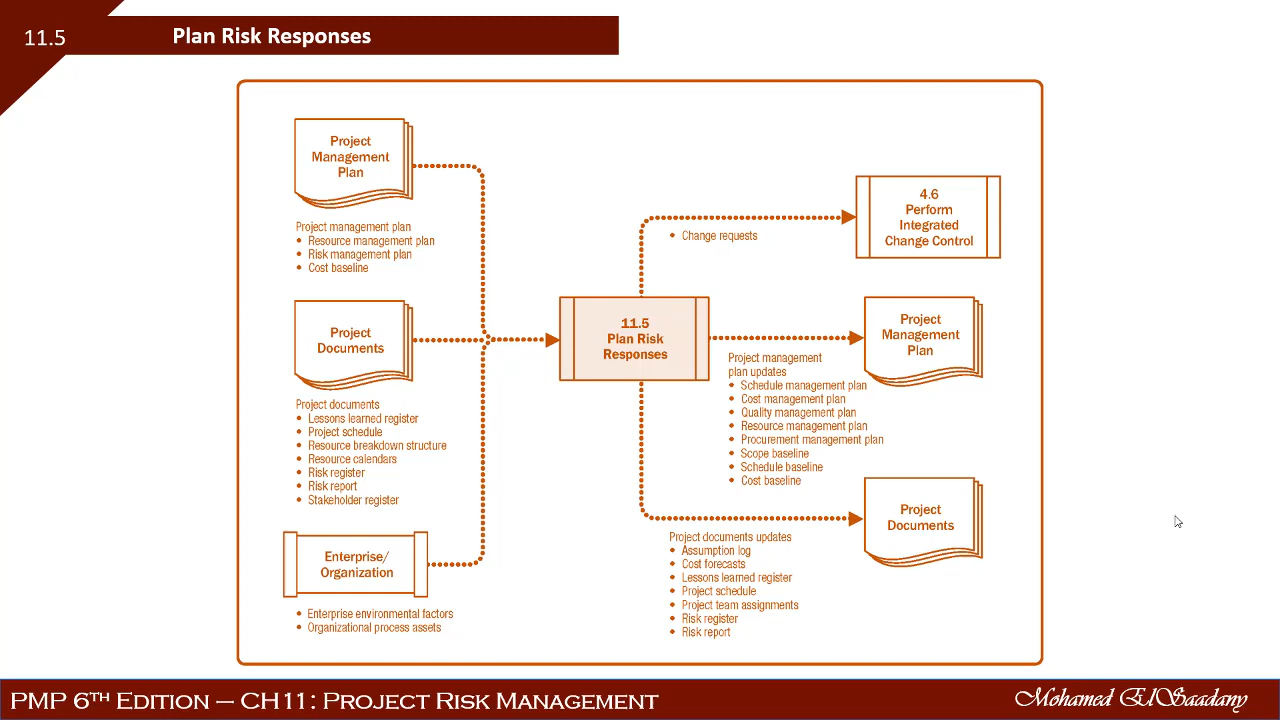 11.5
Plan Risk Responses
Project
Management
Plan
Project management plan
• Resource management plan
• Risk management plan
• Cost baseline
Project
Documents
Project documents
• Lessons learned register
• Project schedule
• Resource breakdown structure
• Resource calendars
• Risk register
• Risk report
• Stakeholder register
Enterprise/
Organization
• Enterprise environmental factors
• Organizational process assets
11.5
Plan Risk
Responses
• Change requests
4.6
Perform
Integrated
Change Control
Project
Management
Plan
Project management
plan updates
• Schedule management plan
• Cost management plan
• Quality management plan
• Resource management plan
• Procurement management plan
• Scope baseline
• Schedule baseline
• Cost baseline
Project
Documents
Project documents updates
• Assumption log
• Cost forecasts
• Lessons learned register
• Project schedule
• Project team assignments
• Risk register
• Risk report
PMP 6TH Edition – CH11: Project Risk Management
Mohamed ElSaadany